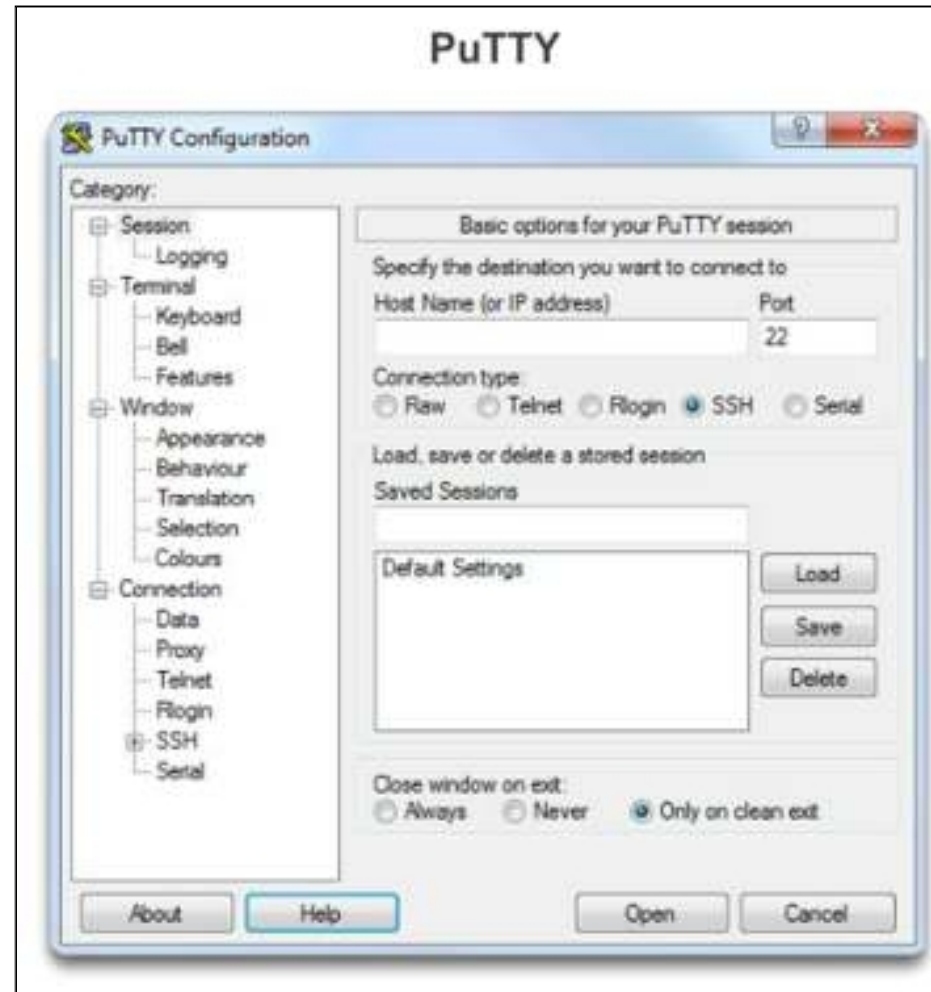 PuTTY
PuTTY Configuration
Category:
Session
Logging
Terminal
Keyboard
Bell
Features
Window
Appearance
Behaviour
Translation
Selection
Colours
Connection
Data
Proxy
Telnet
Rlogin
SSH
Serial
Basic options for your PuTTY session
Specify the destination you want to connect to
Host Name (or IP address) Port
22
Connection type:
Raw Telnet Rlogin SSH Serial
Load, save or delete a stored session
Saved Sessions
Default Settings
Load
Save
Delete
Close window on exit:
Always Never Only on clean exit
About Help Open Cancel